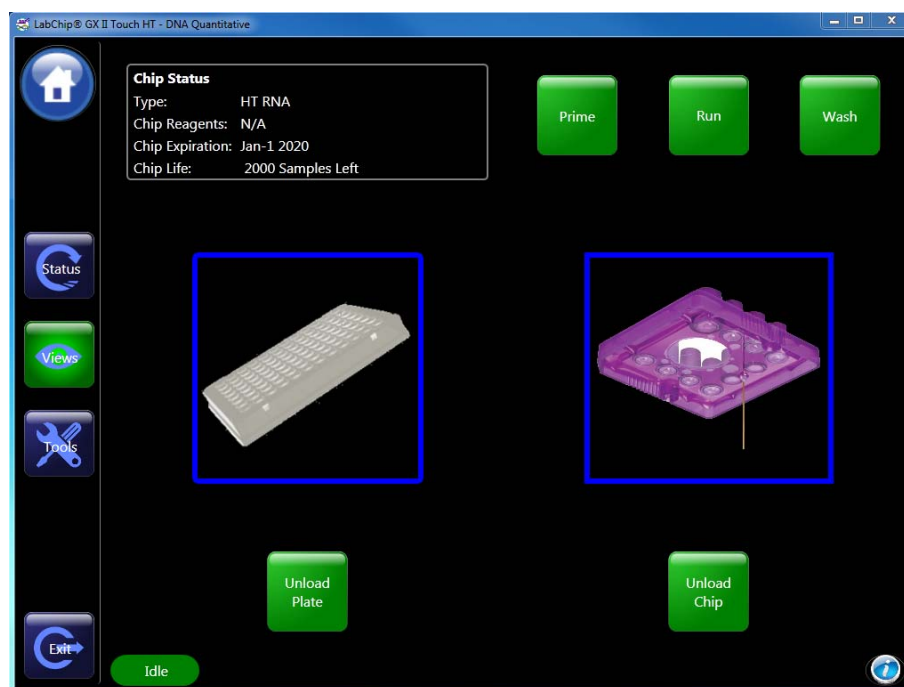 LabChip® GX II Touch HT - DNA Quantitative
Chip Status
Type: HT RNA
Chip Reagents: N/A
Chip Expiration: Jan-1 2020
Chip Life: 2000 Samples Left
Prime
Run
Wash
Status
Views
Tools
Unload
Plate
Unload
Chip
Exit
Idle